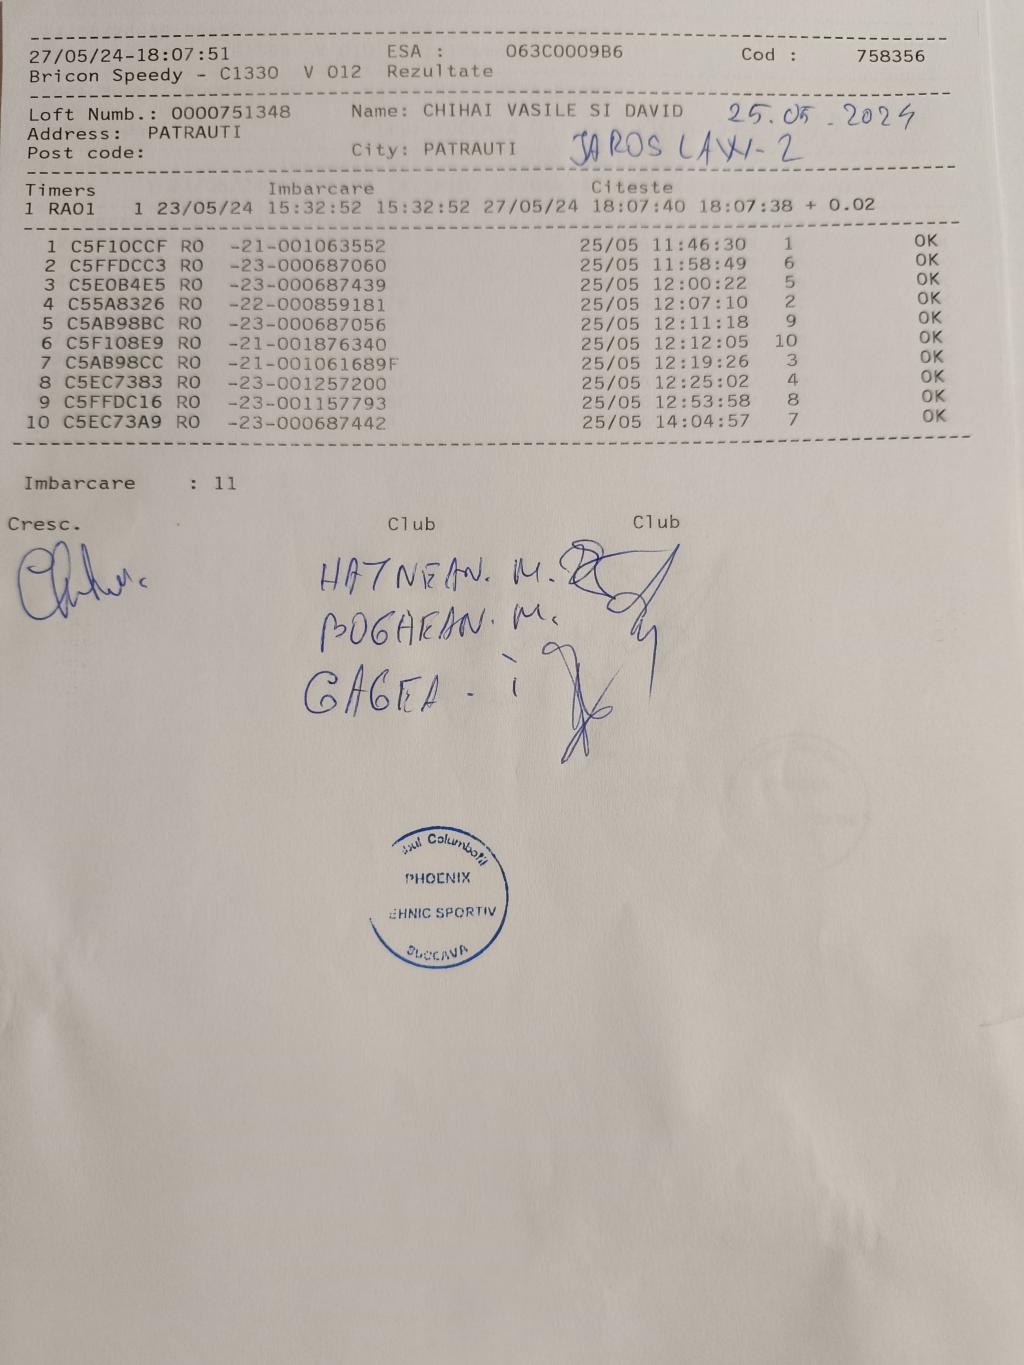 27/05/24-18:07:51 ESA : 063C0009B6 Cod : 758356
Bricon Speedy - C1330 V 012 Rezultate
Loft Numb.: 0000751348 Name: CHIHAI VASILE SI DAVID 25.05.2024
Address: PATRAUTI
Post code: City: PATRAUTI JAROSLAW-2
Timers Imbarcare Citeste
1 RA01 1 23/05/24 15:32:52 15:32:52 27/05/24 18:07:40 18:07:38 + 0.02
1 C5F10CCF RO -21-001063552 25/05 11:46:30 1 OK
2 C5FFDCC3 RO -23-000687060 25/05 11:58:49 6 OK
3 C5E0B4E5 RO -23-000687439 25/05 12:00:22 5 OK
4 C55A8326 RO -22-000859181 25/05 12:07:10 2 OK
5 C5AB98BC RO -23-000687056 25/05 12:11:18 9 OK
6 C5F108E9 RO -21-001876340 25/05 12:12:05 10 OK
7 C5AB98CC RO -21-001061689F 25/05 12:19:26 3 OK
8 C5EC7383 RO -23-001257200 25/05 12:25:02 4 OK
9 C5FFDC16 RO -23-001157793 25/05 12:53:58 8 OK
10 C5EC73A9 RO -23-000687442 25/05 14:04:57 7 OK
Imbarcare : 11
Cresc. Club Club
HATNEAN. M.
BOGHEAN. M.
GAGEA - i
Columbofil
PHOENIX
EHNIC SPORTIV
SUCEAVA